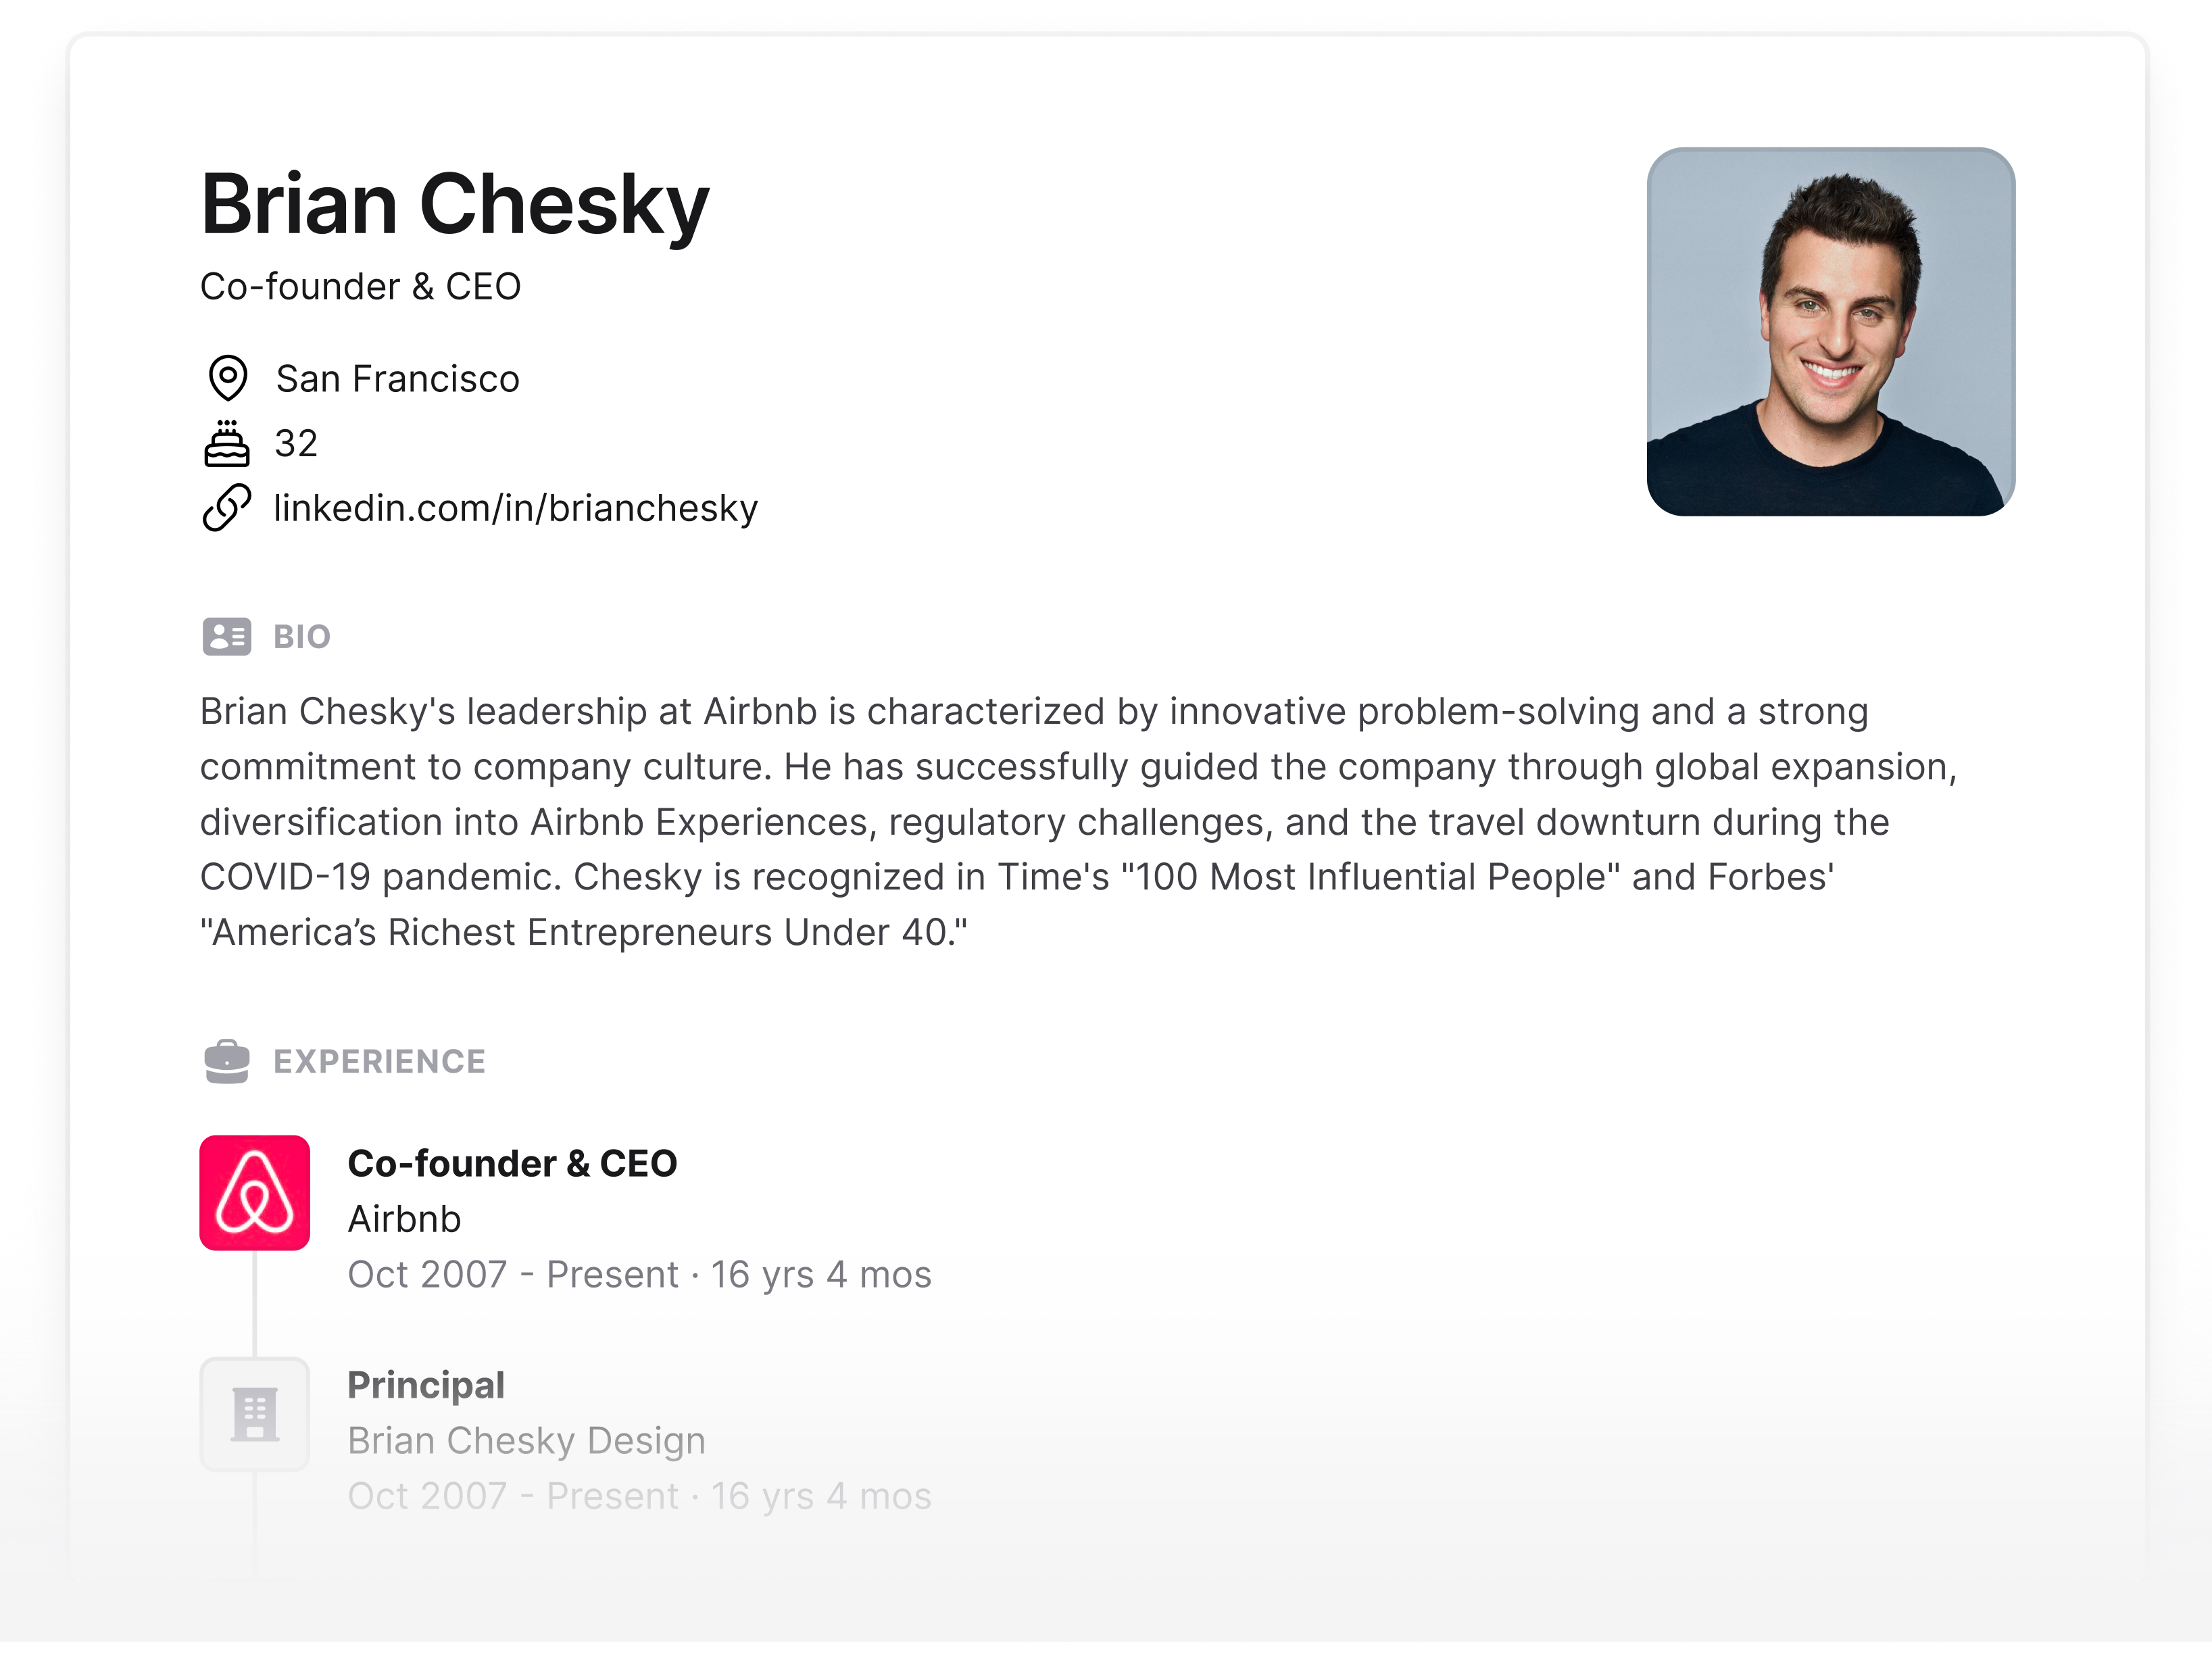 Brian Chesky
Co-founder & CEO
San Francisco
32
linkedin.com/in/brianchesky
BIO
Brian Chesky's leadership at Airbnb is characterized by innovative problem-solving and a strong
commitment to company culture. He has successfully guided the company through global expansion,
diversification into Airbnb Experiences, regulatory challenges, and the travel downturn during the
COVID-19 pandemic. Chesky is recognized in Time's "100 Most Influential People" and Forbes'
"America’s Richest Entrepreneurs Under 40."
EXPERIENCE
Co-founder & CEO
Airbnb
Oct 2007 - Present · 16 yrs 4 mos
Principal
Brian Chesky Design
Oct 2007 - Present · 16 yrs 4 mos